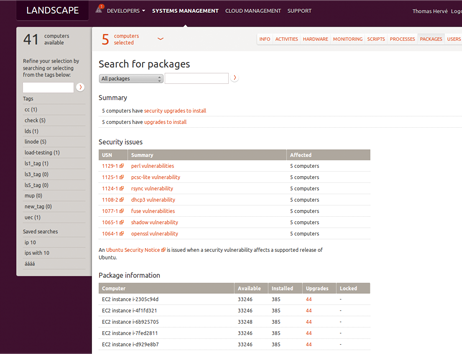 LANDSCAPE
DEVELOPERS
SYSTEMS MANAGEMENT
CLOUD MANAGEMENT
SUPPORT
Thomas Hervé
41 computers available
Refine your selection by
searching or selecting
from the tags below:
Tags
cc (1)
check (5)
lds (1)
linode (5)
load-testing (1)
ls1_tag (1)
ls3_tag (0)
ls5_tag (0)
mup (0)
new_tag (0)
sec (1)
Saved searches
ip 10
ips with 10
5 computers selected
INFO ACTIVITIES HARDWARE MONITORING SCRIPTS PROCESSES PACKAGES USERS
Search for packages
All packages
Summary
5 computers have security upgrades to install
5 computers have upgrades to install
Security issues
USN Summary Affected
1129-1 perl vulnerabilities 5 computers
1125-1 pcsc-lite vulnerability 5 computers
1124-1 rsync vulnerability 5 computers
1108-2 dhcp3 vulnerability 5 computers
1077-1 fuse vulnerabilities 5 computers
1065-1 shadow vulnerability 5 computers
1064-1 openssl vulnerability 5 computers
An Ubuntu Security Notice is issued when a security vulnerability affects a supported release of
Ubuntu.
Package information
Computer Available Installed Upgrades Locked
EC2 instance i-2305c94d 33246 385 44 -
EC2 instance i-4f1fd321 33246 385 44 -
EC2 instance i-6b925705 33248 385 44 -
EC2 instance i-7fed2811 33246 385 44 -
EC2 instance i-d929e8b7 33246 385 44 -